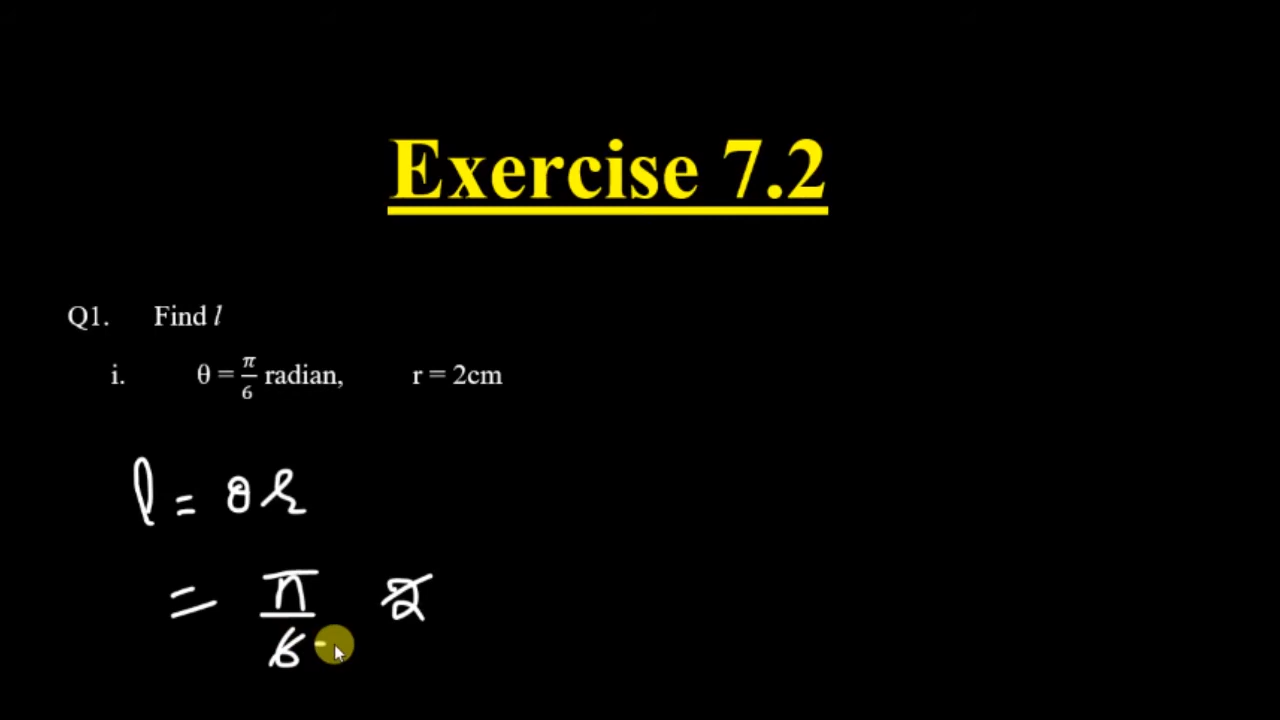 Exercise 7.2
Q1. Find l
i. θ = π/6 radian, r = 2cm
l = θr
= π/6 2